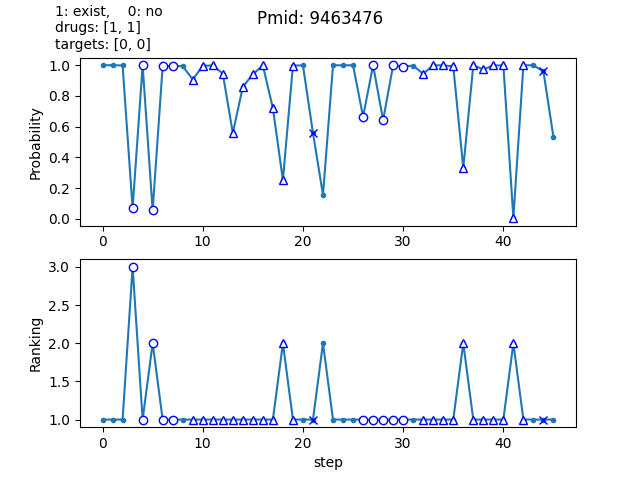 1: exist,    0: no
drugs: [1, 1]
targets: [0, 0]
Pmid: 9463476
Probability
1.0
0.8
0.6
0.4
0.2
0.0
0 10 20 30 40
Ranking
3.0
2.5
2.0
1.5
1.0
0 10 20 30 40
step